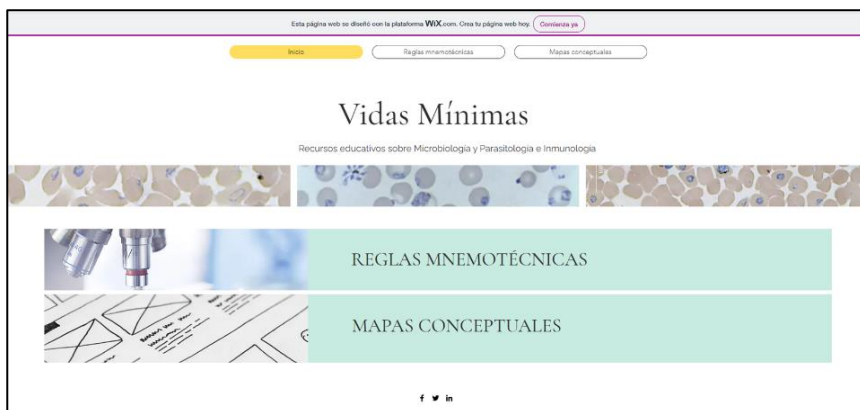 Esta página web se diseñó con la plataforma WiX.com. Crea tu página web hoy. Comienza ya
Inicio Reglas mnemotécnicas Mapas conceptuales
Vidas Mínimas
Recursos educativos sobre Microbiología y Parasitología e Inmunología
REGLAS MNEMOTÉCNICAS
MAPAS CONCEPTUALES